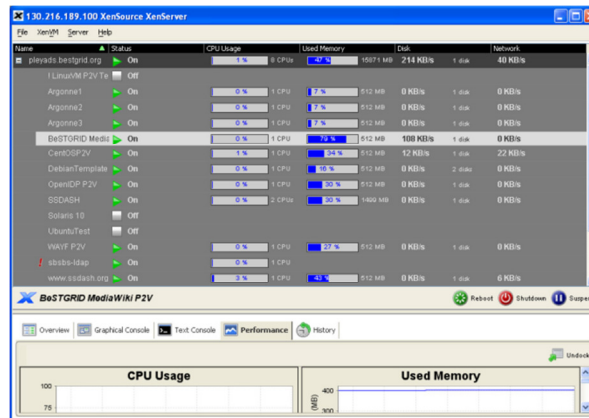 130.216.189.100 XenSource XenServer
File XenVM Server Help
Name Status CPU Usage Used Memory Disk Network
pleyads.bestgrid.org On 1 % 8 CPUs 47 % 15871 MB 214 KB/s 1 disk 40 KB/s
! LinuxVM P2V Te Off
Argonne1 On 0 % 1 CPU 7 % 512 MB 0 KB/s 1 disk 0 KB/s
Argonne2 On 0 % 1 CPU 7 % 512 MB 0 KB/s 1 disk 0 KB/s
Argonne3 On 0 % 1 CPU 7 % 512 MB 0 KB/s 1 disk 0 KB/s
BeSTGRID Media On 0 % 1 CPU 79 % 512 MB 108 KB/s 1 disk 0 KB/s
CentOSP2V On 1 % 1 CPU 34 % 512 MB 12 KB/s 1 disk 22 KB/s
DebianTemplate On 0 % 1 CPU 16 % 512 MB 0 KB/s 2 disks 0 KB/s
OpenIDP P2V On 0 % 1 CPU 30 % 512 MB 0 KB/s 1 disk 0 KB/s
SSDASH On 0 % 2 CPUs 30 % 1499 MB 0 KB/s 1 disk 0 KB/s
Solaris 10 Off
UbuntuTest Off
WAYF P2V On 0 % 1 CPU 27 % 512 MB 0 KB/s 1 disk 0 KB/s
! sbsbs-ldap On 0 % 1 CPU
www.ssdash.org On 3 % 1 CPU 43 % 512 MB 0 KB/s 1 disk 6 KB/s
BeSTGRID MediaWiki P2V Reboot Shutdown Suspe
Overview Graphical Console Text Console Performance History
Undock
CPU Usage Used Memory
100
75
(MB)
400
300